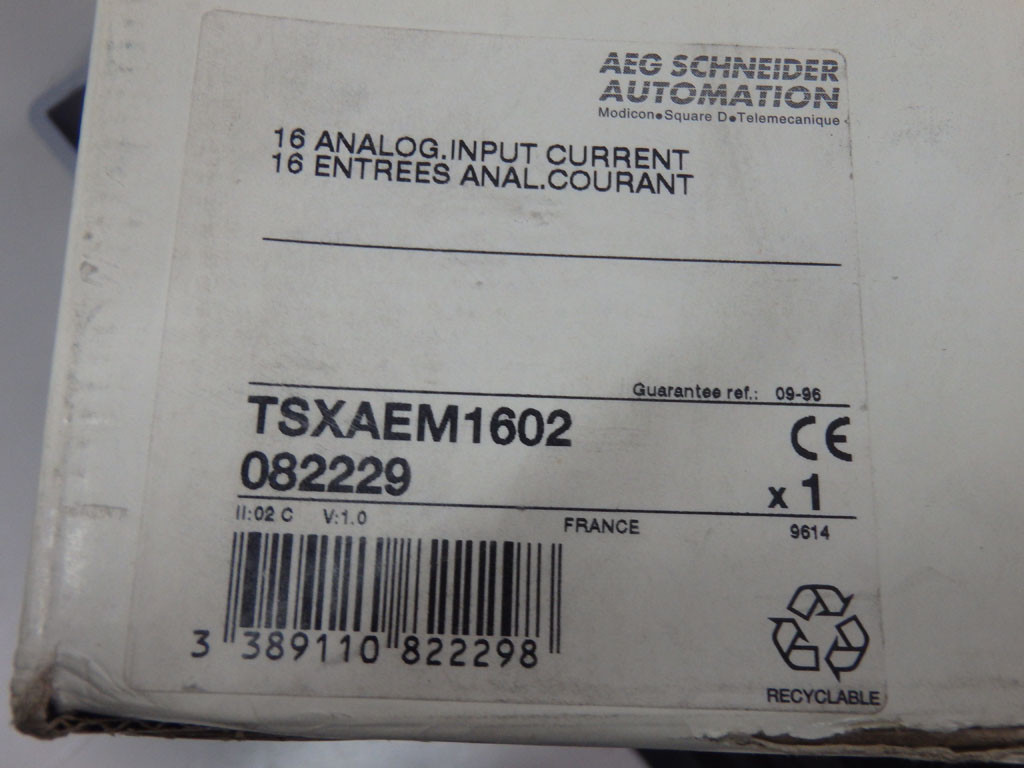 AEG SCHNEIDER
AUTOMATION
Modicon•Square D•Telemecanique
16 ANALOG.INPUT CURRENT
16 ENTREES ANAL.COURANT
Guarantee ref.: 09-96
TSXAEM1602
CE
082229
x 1
II:02 C V:1.0
FRANCE
9614
3 389110 822298
RECYCLABLE